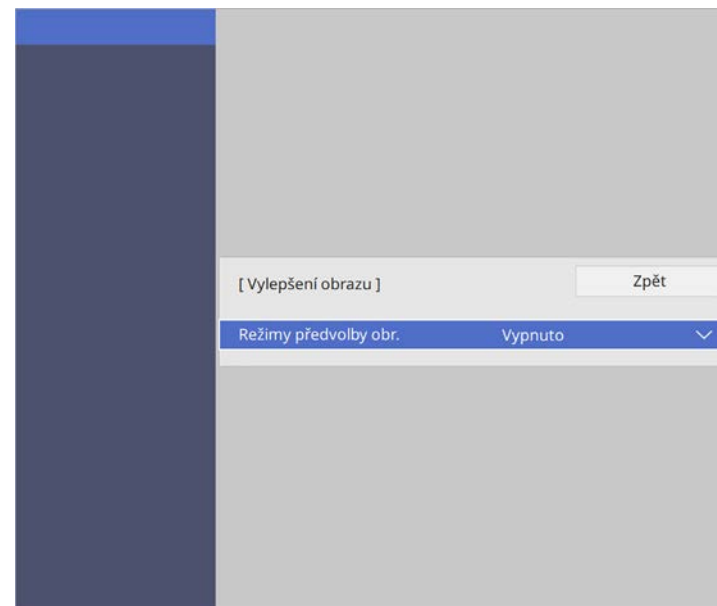 [ Vylepšení obrazu ]
Zpět
Režimy předvolby obr.
Vypnuto